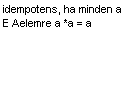 idempotens, ha minden a
E Aelemre a *a = a